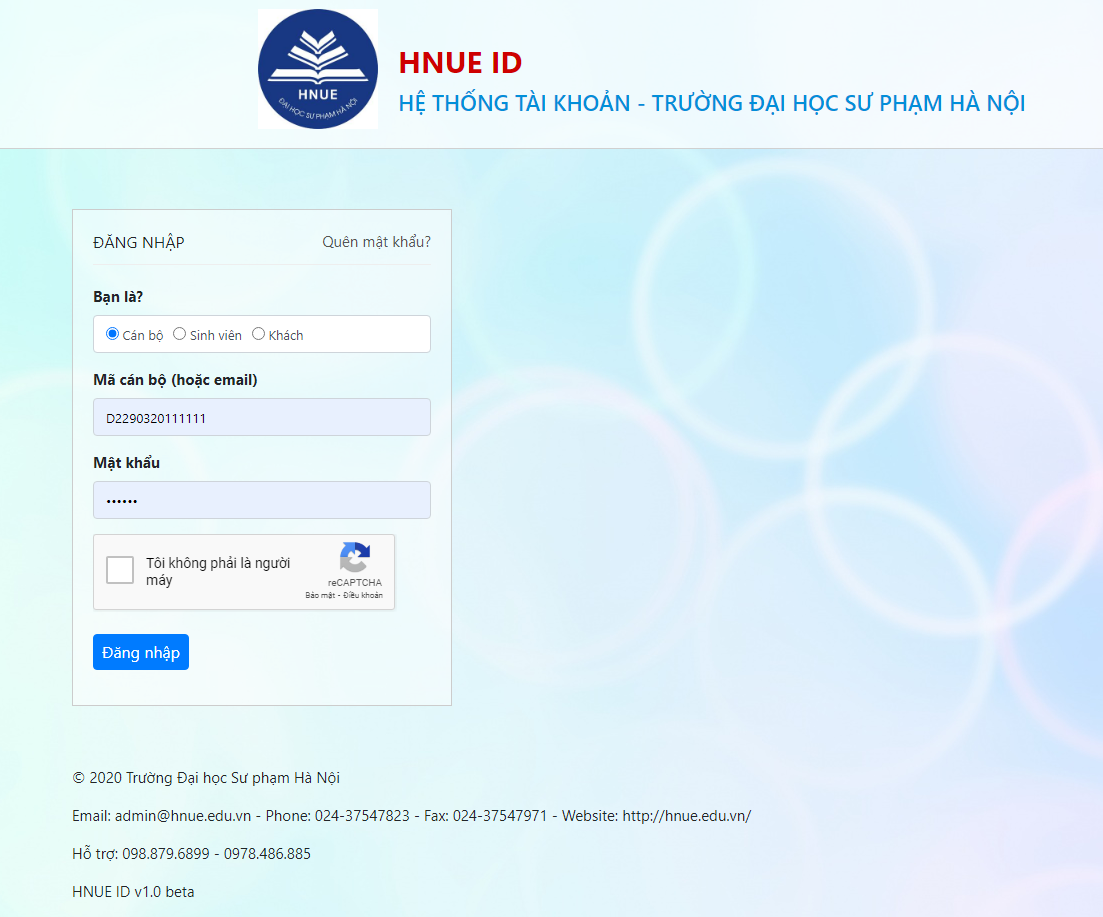 HNUE
ĐẠI HỌC SƯ PHẠM HÀ NỘI
HNUE ID
HỆ THỐNG TÀI KHOẢN - TRƯỜNG ĐẠI HỌC SƯ PHẠM HÀ NỘI
ĐĂNG NHẬP Quên mật khẩu?
Bạn là?
Cán bộ Sinh viên Khách
Mã cán bộ (hoặc email)
D2290320111111
Mật khẩu
••••••
Tôi không phải là người
máy
reCAPTCHA
Bảo mật - Điều khoản
Đăng nhập
© 2020 Trường Đại học Sư phạm Hà Nội
Email: admin@hnue.edu.vn - Phone: 024-37547823 - Fax: 024-37547971 - Website: http://hnue.edu.vn/
Hỗ trợ: 098.879.6899 - 0978.486.885
HNUE ID v1.0 beta